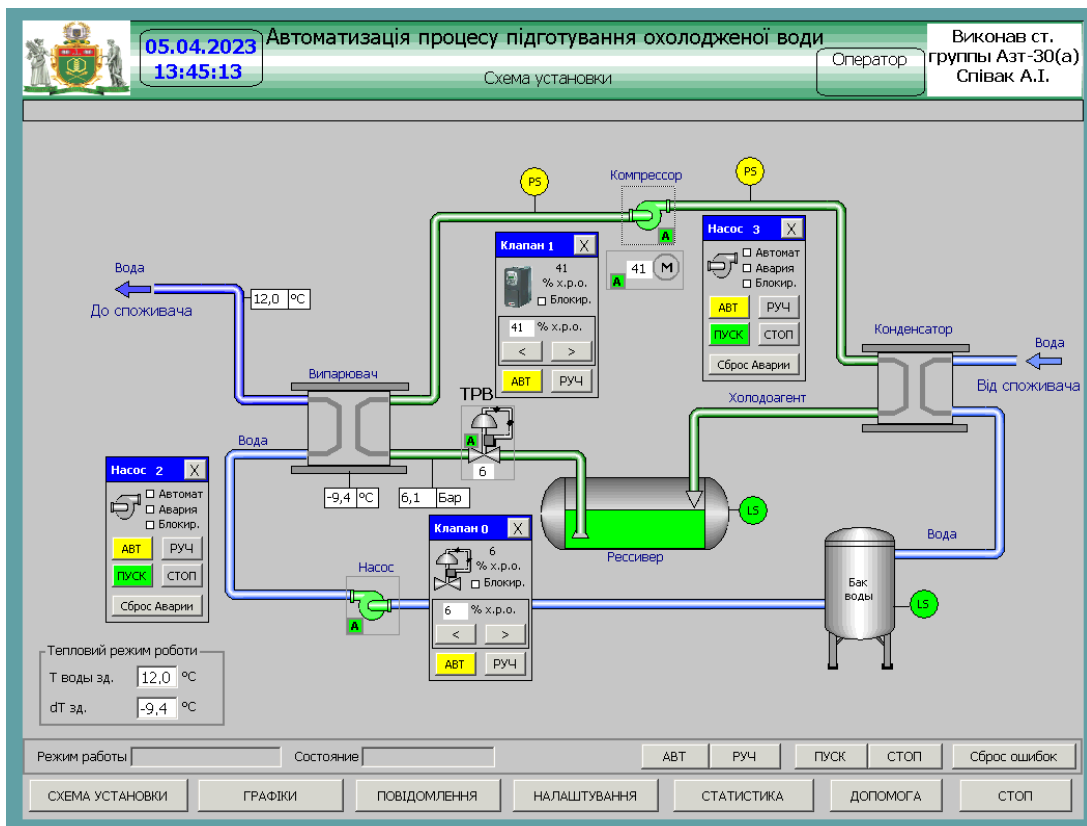 05.04.2023
13:45:13
Автоматизація процесу підготування охолодженої води
Схема установки
Оператор
Виконав ст.
группы Азт-30(а)
Співак А.І.
PS
Компрессор
PS
A
41 M
A
Клапан 1 X
41
% х.р.о.
Блокир.
41 % х.р.о.
< >
АВТ РУЧ
Насос 3 X
Автомат
Авария
Блокир.
АВТ РУЧ
ПУСК СТОП
Сброс Аварии
Вода
До споживача
12,0 ºC
Конденсатор
Вода
Від споживача
Випарювач
ТРВ
Холодоагент
A
6
Вода
-9,4 ºC
6,1 Бар
Насос 2 X
Автомат
Авария
Блокир.
АВТ РУЧ
ПУСК СТОП
Сброс Аварии
LS
Рессивер
Клапан 0 X
6
% х.р.о.
Блокир.
6 % х.р.о.
< >
АВТ РУЧ
Насос
A
Вода
Бак
воды
LS
Тепловий режим роботи
Т воды зд. 12,0 ºC
dT зд. -9,4 ºC
Режим работы
Состояние
АВТ РУЧ ПУСК СТОП Сброс ошибок
СХЕМА УСТАНОВКИ ГРАФІКИ ПОВІДОМЛЕННЯ НАЛАШТУВАННЯ СТАТИСТИКА ДОПОМОГА СТОП